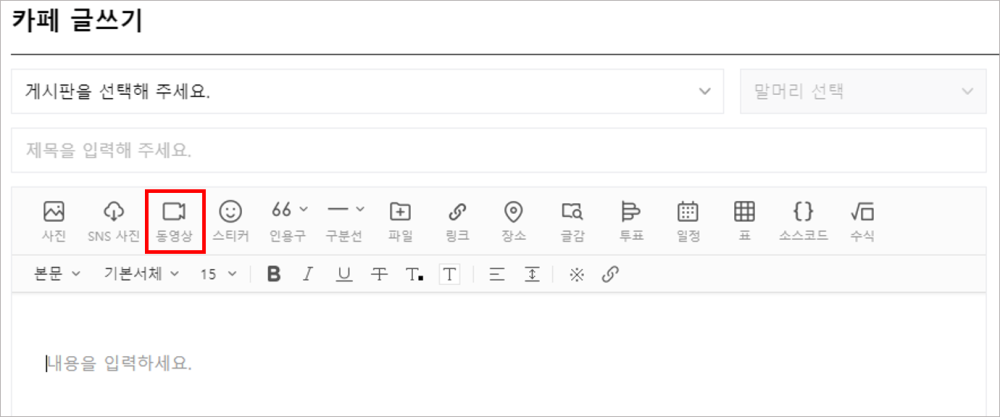 카페 글쓰기
게시판을 선택해 주세요. 말머리 선택
제목을 입력해 주세요.
사진 SNS 사진 동영상 스티커 인용구 구분선 파일 링크 장소 글감 투표 일정 표 소스코드 수식
본문 기본서체 15 B I U T T T
내용을 입력하세요.